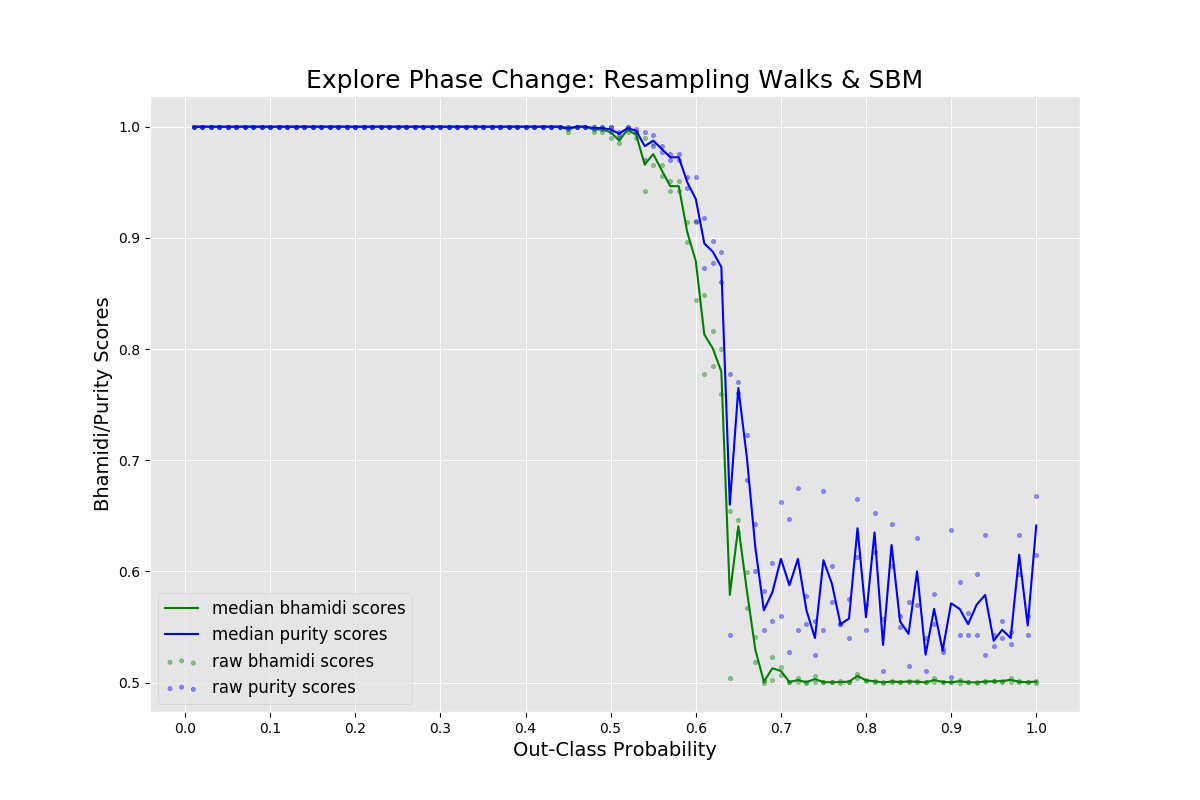 Explore Phase Change: Resampling Walks & SBM
Bhamidi/Purity Scores
1.0
0.9
0.8
0.7
0.6
0.5
median bhamidi scores
median purity scores
raw bhamidi scores
raw purity scores
0.0 0.1 0.2 0.3 0.4 0.5 0.6 0.7 0.8 0.9 1.0
Out-Class Probability